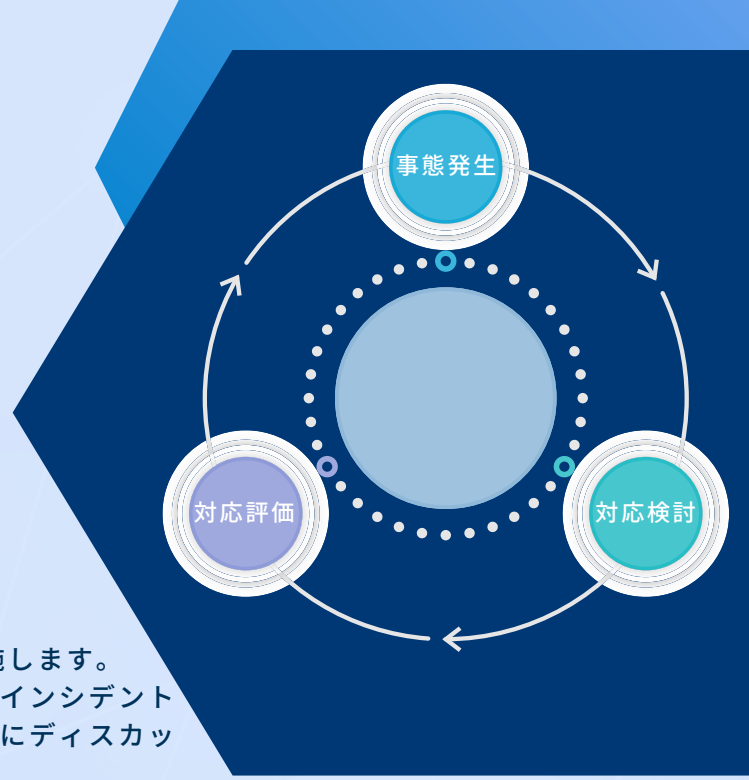 事態発生
対応評価
対応検討
施します。
インシデント
にディスカッ